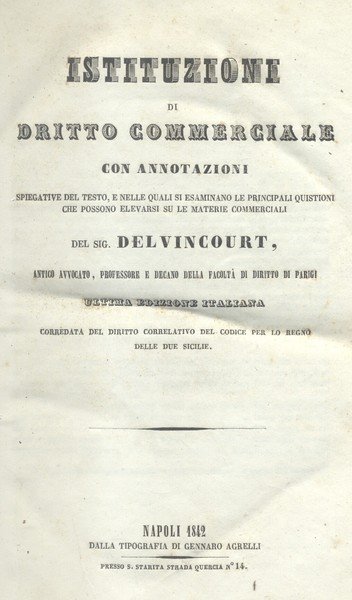 ISTITUZIONE
DI
DRITTO COMMERCIALE
CON ANNOTAZIONI
SPIEGATIVE DEL TESTO, E NELLE QUALI SI ESAMINANO LE PRINCIPALI QUISTIONI
CHE POSSONO ELEVARSI SU LE MATERIE COMMERCIALI
DEL SIG. DELVINCOURT,
ANTICO AVVOCATO, PROFESSORE E DECANO DELLA FACOLTÀ DI DIRITTO DI PARIGI
ULTIMA EDIZIONE ITALIANA
CORREDATA DEL DIRITTO CORRELATIVO DEL CODICE PER LO REGNO
DELLE DUE SICILIE.
NAPOLI 1842
DALLA TIPOGRAFIA DI GENNARO AGRELLI
PRESSO S. STARITA STRADA QUERCIA N° 14.